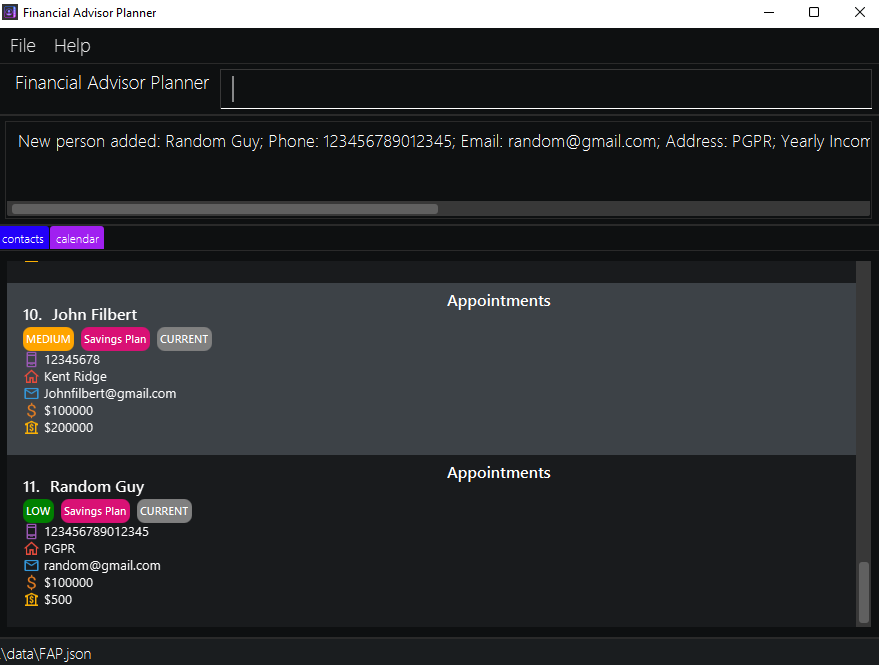 Financial Advisor Planner
File Help
Financial Advisor Planner
New person added: Random Guy; Phone: 123456789012345; Email: random@gmail.com; Address: PGPR; Yearly Incom
contacts calendar
10. John Filbert
Appointments
MEDIUM Savings Plan CURRENT
12345678
Kent Ridge
Johnfilbert@gmail.com
$100000
$200000
11. Random Guy
Appointments
LOW Savings Plan CURRENT
123456789012345
PGPR
random@gmail.com
$100000
$500
.\data\FAP.json